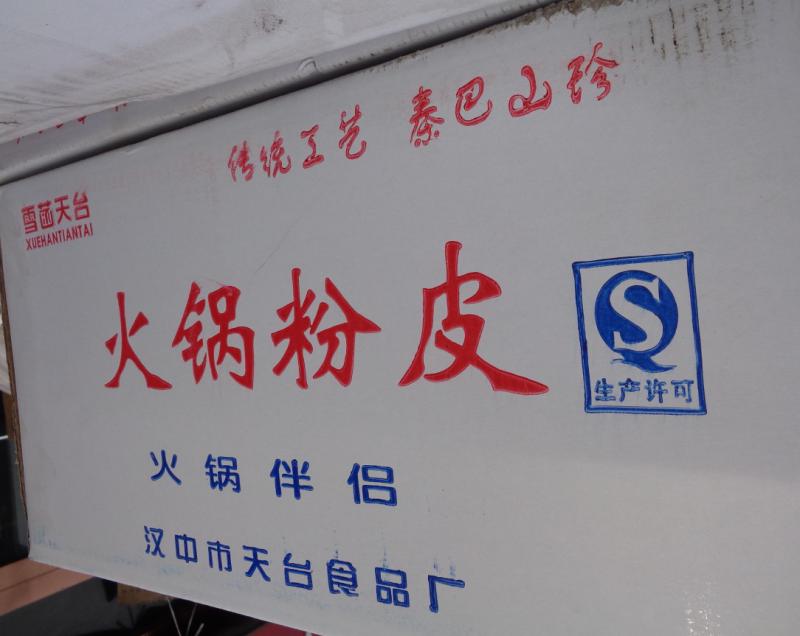 传统工艺 秦巴山珍
雪菡天台
XUEHANTIANTAI
火锅粉皮
生产许可
火锅伴侣
汉中市天台食品厂